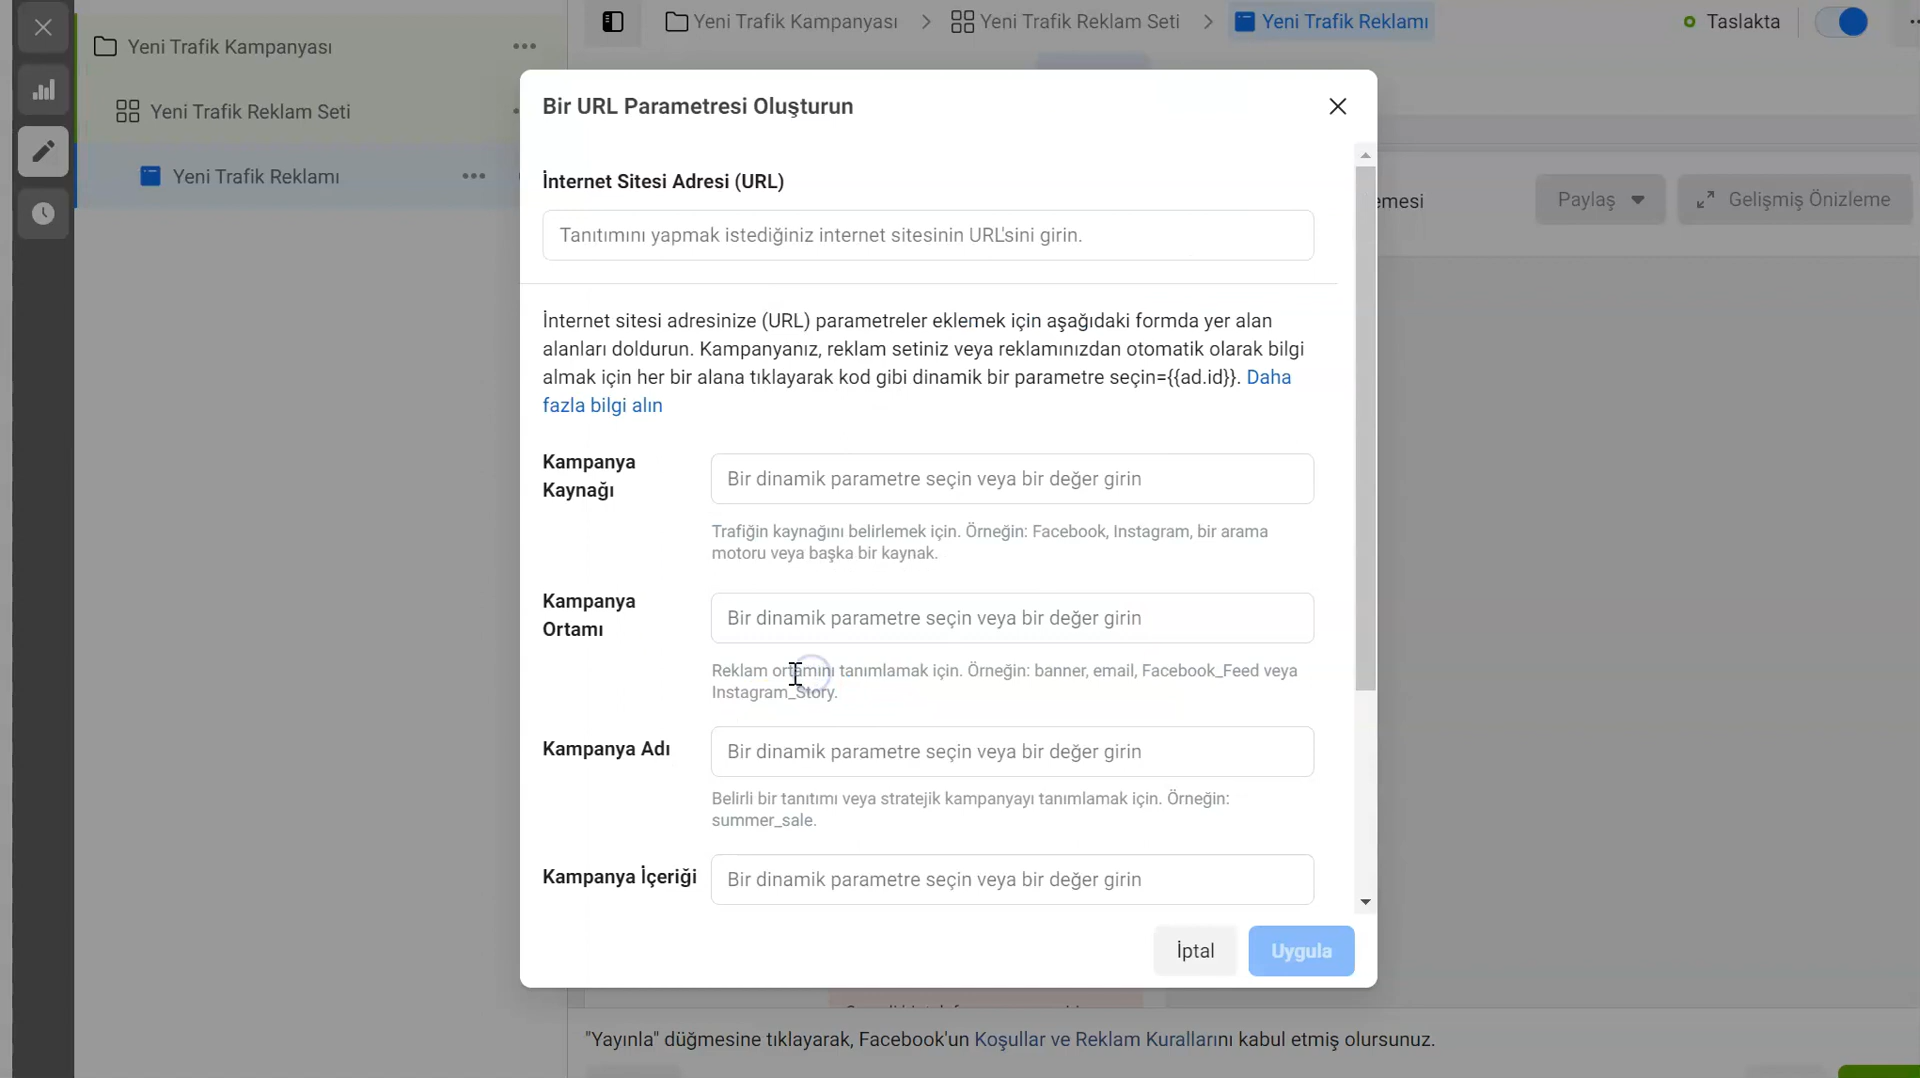 Yeni Trafik Kampanyası
Yeni Trafik Reklam Seti
Yeni Trafik Reklamı
Yeni Trafik Kampanyası > Yeni Trafik Reklam Seti > Yeni Trafik Reklamı
Taslakta
Paylaş
Gelişmiş Önizleme
Bir URL Parametresi Oluşturun
İnternet Sitesi Adresi (URL)
Tanıtımını yapmak istediğiniz internet sitesinin URL'sini girin.
İnternet sitesi adresinize (URL) parametreler eklemek için aşağıdaki formda yer alan
alanları doldurun. Kampanyanız, reklam setiniz veya reklamınızdan otomatik olarak bilgi
almak için her bir alana tıklayarak kod gibi dinamik bir parametre seçin={{ad.id}}. Daha
fazla bilgi alın
Kampanya
Kaynağı
Bir dinamik parametre seçin veya bir değer girin
Trafiğin kaynağını belirlemek için. Örneğin: Facebook, Instagram, bir arama
motoru veya başka bir kaynak.
Kampanya
Ortamı
Bir dinamik parametre seçin veya bir değer girin
Reklam ortamını tanımlamak için. Örneğin: banner, email, Facebook_Feed veya
Instagram_Story.
Kampanya Adı
Bir dinamik parametre seçin veya bir değer girin
Belirli bir tanıtımı veya stratejik kampanyayı tanımlamak için. Örneğin:
summer_sale.
Kampanya İçeriği
Bir dinamik parametre seçin veya bir değer girin
İptal
Uygula
"Yayınla" düğmesine tıklayarak, Facebook'un Koşullar ve Reklam Kurallarını kabul etmiş olursunuz.